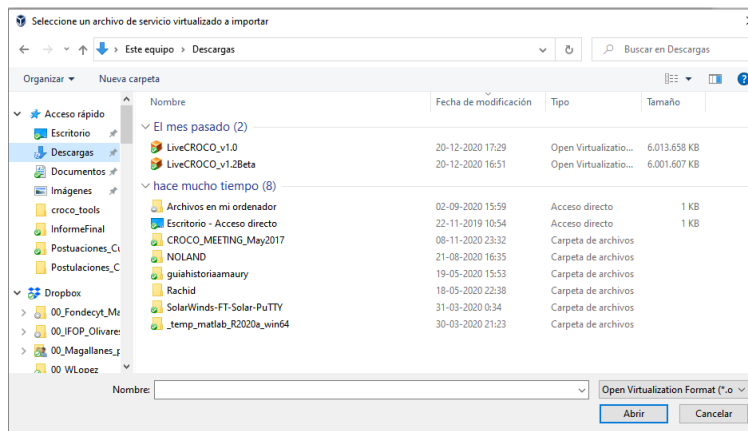 Seleccione un archivo de servicio virtualizado a importar
Este equipo > Descargas
Buscar en Descargas
Organizar
Nueva carpeta
Nombre Fecha de modificación Tipo Tamaño
Acceso rápido
Escritorio
Descargas
Documentos
Imágenes
croco_tools
InformeFinal
Postuaciones_Cu
Postulaciones_C
Dropbox
00_Fondecyt_Ma
00_IFOP_Olivares
00_Magallanes_p
00 WLopez
El mes pasado (2)
LiveCROCO_v1.0 20-12-2020 17:29 Open Virtualizatio... 6.013.658 KB
LiveCROCO_v1.2Beta 20-12-2020 16:51 Open Virtualizatio... 6.001.607 KB
hace mucho tiempo (8)
Archivos en mi ordenador 02-09-2020 15:59 Acceso directo 1 KB
Escritorio - Acceso directo 22-11-2019 10:54 Acceso directo 1 KB
CROCO_MEETING_May2017 08-11-2020 23:32 Carpeta de archivos
NOLAND 21-08-2020 16:35 Carpeta de archivos
guiahistoriaamaury 19-05-2020 15:53 Carpeta de archivos
Rachid 18-05-2020 22:38 Carpeta de archivos
SolarWinds-FT-Solar-PuTTY 31-03-2020 0:34 Carpeta de archivos
_temp_matlab_R2020a_win64 30-03-2020 21:23 Carpeta de archivos
Nombre:
Open Virtualization Format (*.o
Abrir
Cancelar